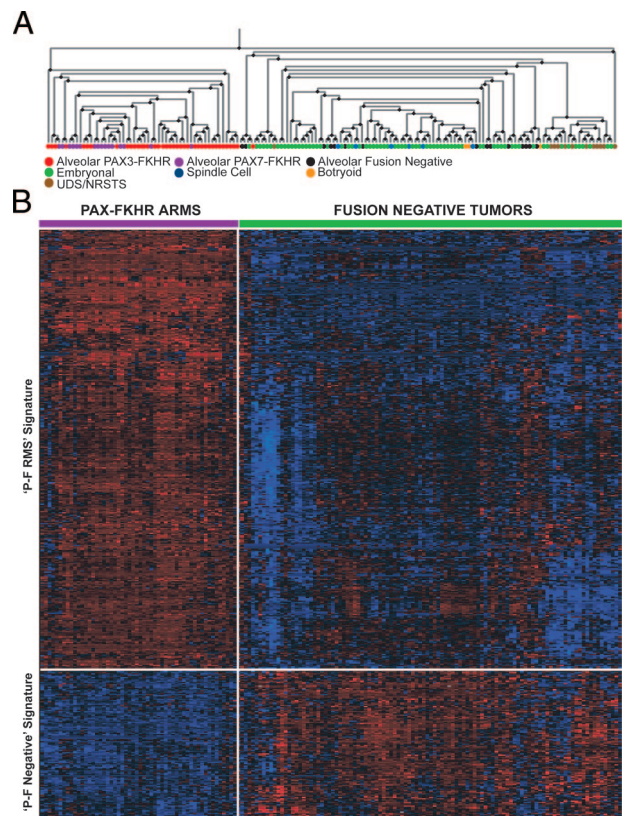 A
Alveolar PAX3-FKHR Alveolar PAX7-FKHR Alveolar Fusion Negative
Embryonal Spindle Cell Botryoid
UDS/NRSTS
B
PAX-FKHR ARMS FUSION NEGATIVE TUMORS
'P-F RMS' Signature
'P-F Negative' Signature